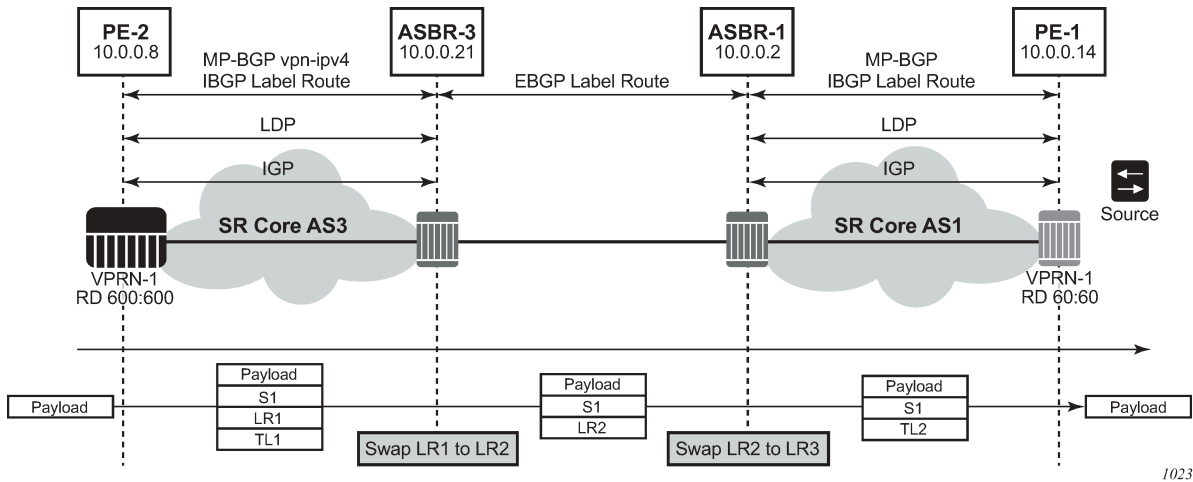 PE-2
10.0.0.8
ASBR-3
10.0.0.21
ASBR-1
10.0.0.2
PE-1
10.0.0.14
MP-BGP vpn-ipv4
IBGP Label Route
EBGP Label Route
MP-BGP
IBGP Label Route
LDP
LDP
IGP
IGP
Source
SR Core AS3
SR Core AS1
VPRN-1
RD 600:600
VPRN-1
RD 60:60
Payload
Payload
S1
LR1
TL1
Payload
S1
LR2
Payload
S1
TL2
Payload
Swap LR1 to LR2
Swap LR2 to LR3
1023